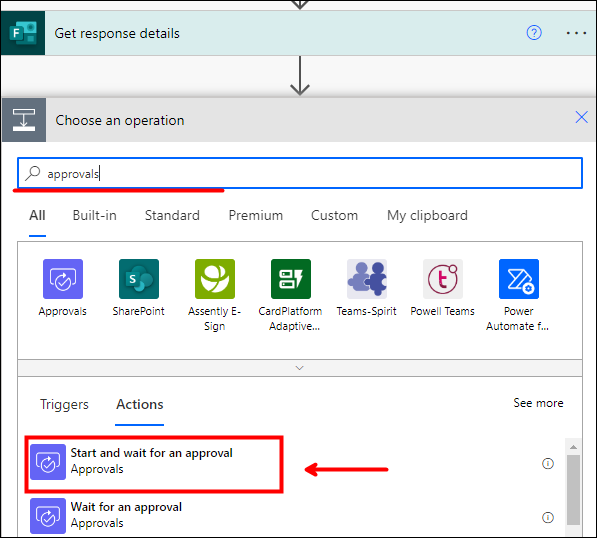 Get response details
Choose an operation
approvals
All Built-in Standard Premium Custom My clipboard
Approvals SharePoint Assently E-Sign CardPlatform Adaptive... Teams-Spirit Powell Teams Power Automate f...
Triggers Actions See more
Start and wait for an approval
Approvals
Wait for an approval
Approvals